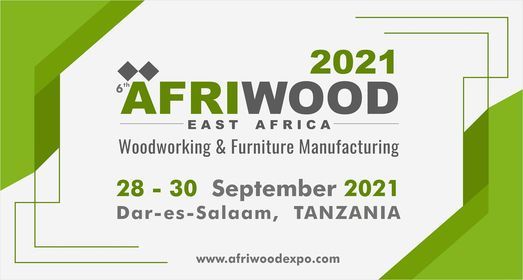 2021
6th AFRIWOOD
EAST AFRICA
Woodworking & Furniture Manufacturing
28 - 30 September 2021
Dar-es-Salaam, TANZANIA
www.afriwoodexpo.com